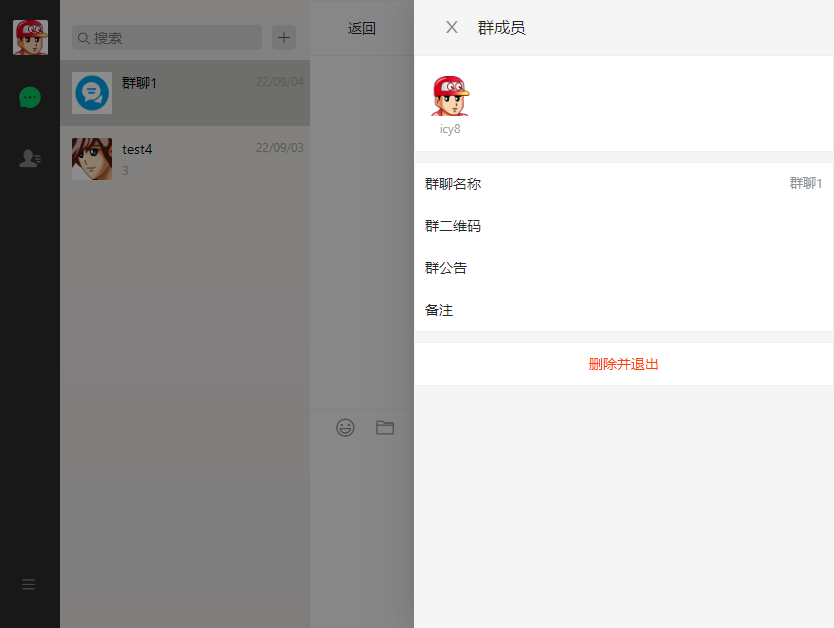 搜索
群聊1
22/09/04
test4
22/09/03
3
返回
群成员
icy8
群聊名称
群聊1
群二维码
群公告
备注
删除并退出